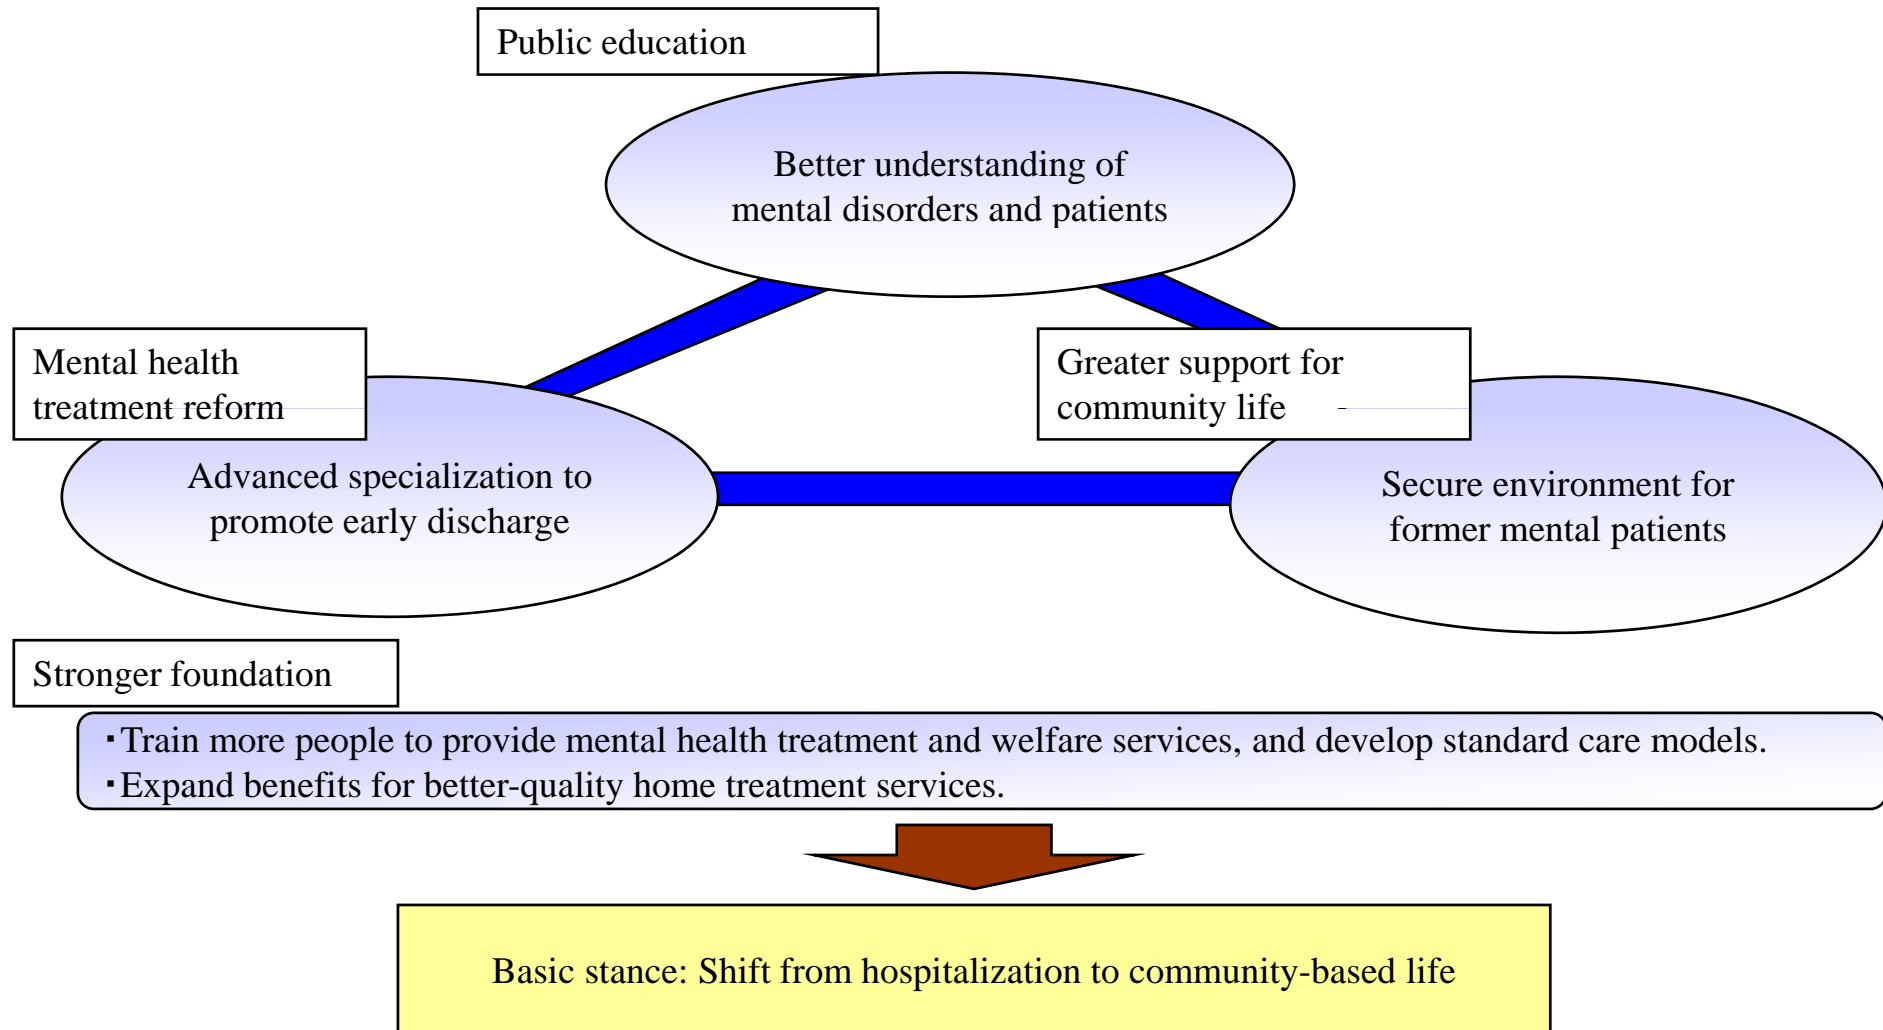 Public education
Better understanding of
mental disorders and patients
Mental health
treatment reform
Greater support for
community life
Advanced specialization to
promote early discharge
Secure environment for
former mental patients
Stronger foundation
・Train more people to provide mental health treatment and welfare services, and develop standard care models.
・Expand benefits for better-quality home treatment services.
Basic stance: Shift from hospitalization to community-based life